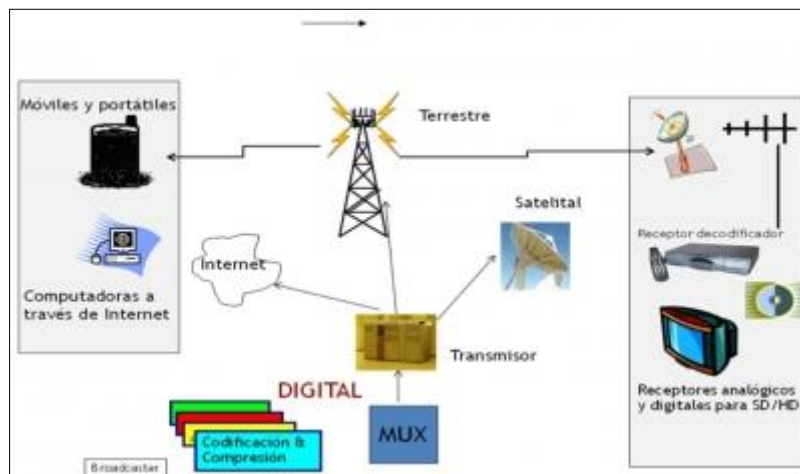 Móviles y portátiles
Computadoras a
través de Internet
Internet
Terrestre
Satelital
Transmisor
DIGITAL
MUX
Codificación &
Compresión
Broadcaster
Receptor decodificador
Receptores analógicos
y digitales para SD/HD